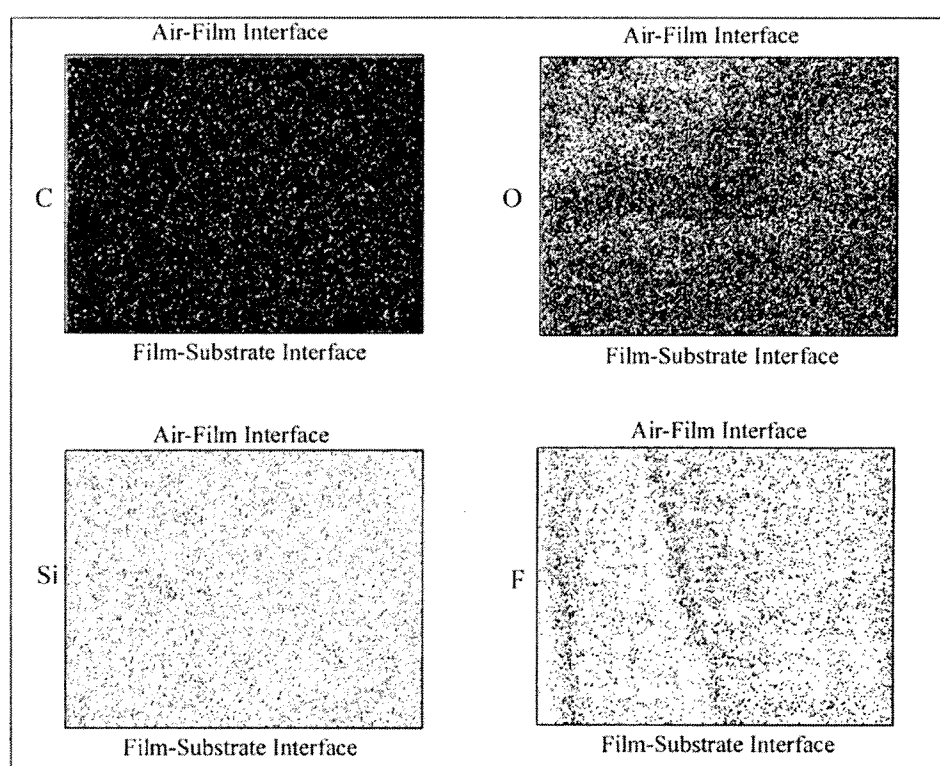 Air-Film Interface
Air-Film Interface
C
O
Film-Substrate Interface
Film-Substrate Interface
Air-Film Interface
Air-Film Interface
Si
F
Film-Substrate Interface
Film-Substrate Interface